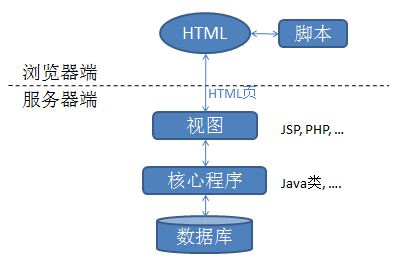 HTML
脚本
浏览器端
服务器端
HTML页
视图
JSP, PHP, ...
核心程序
Java类, ....
数据库